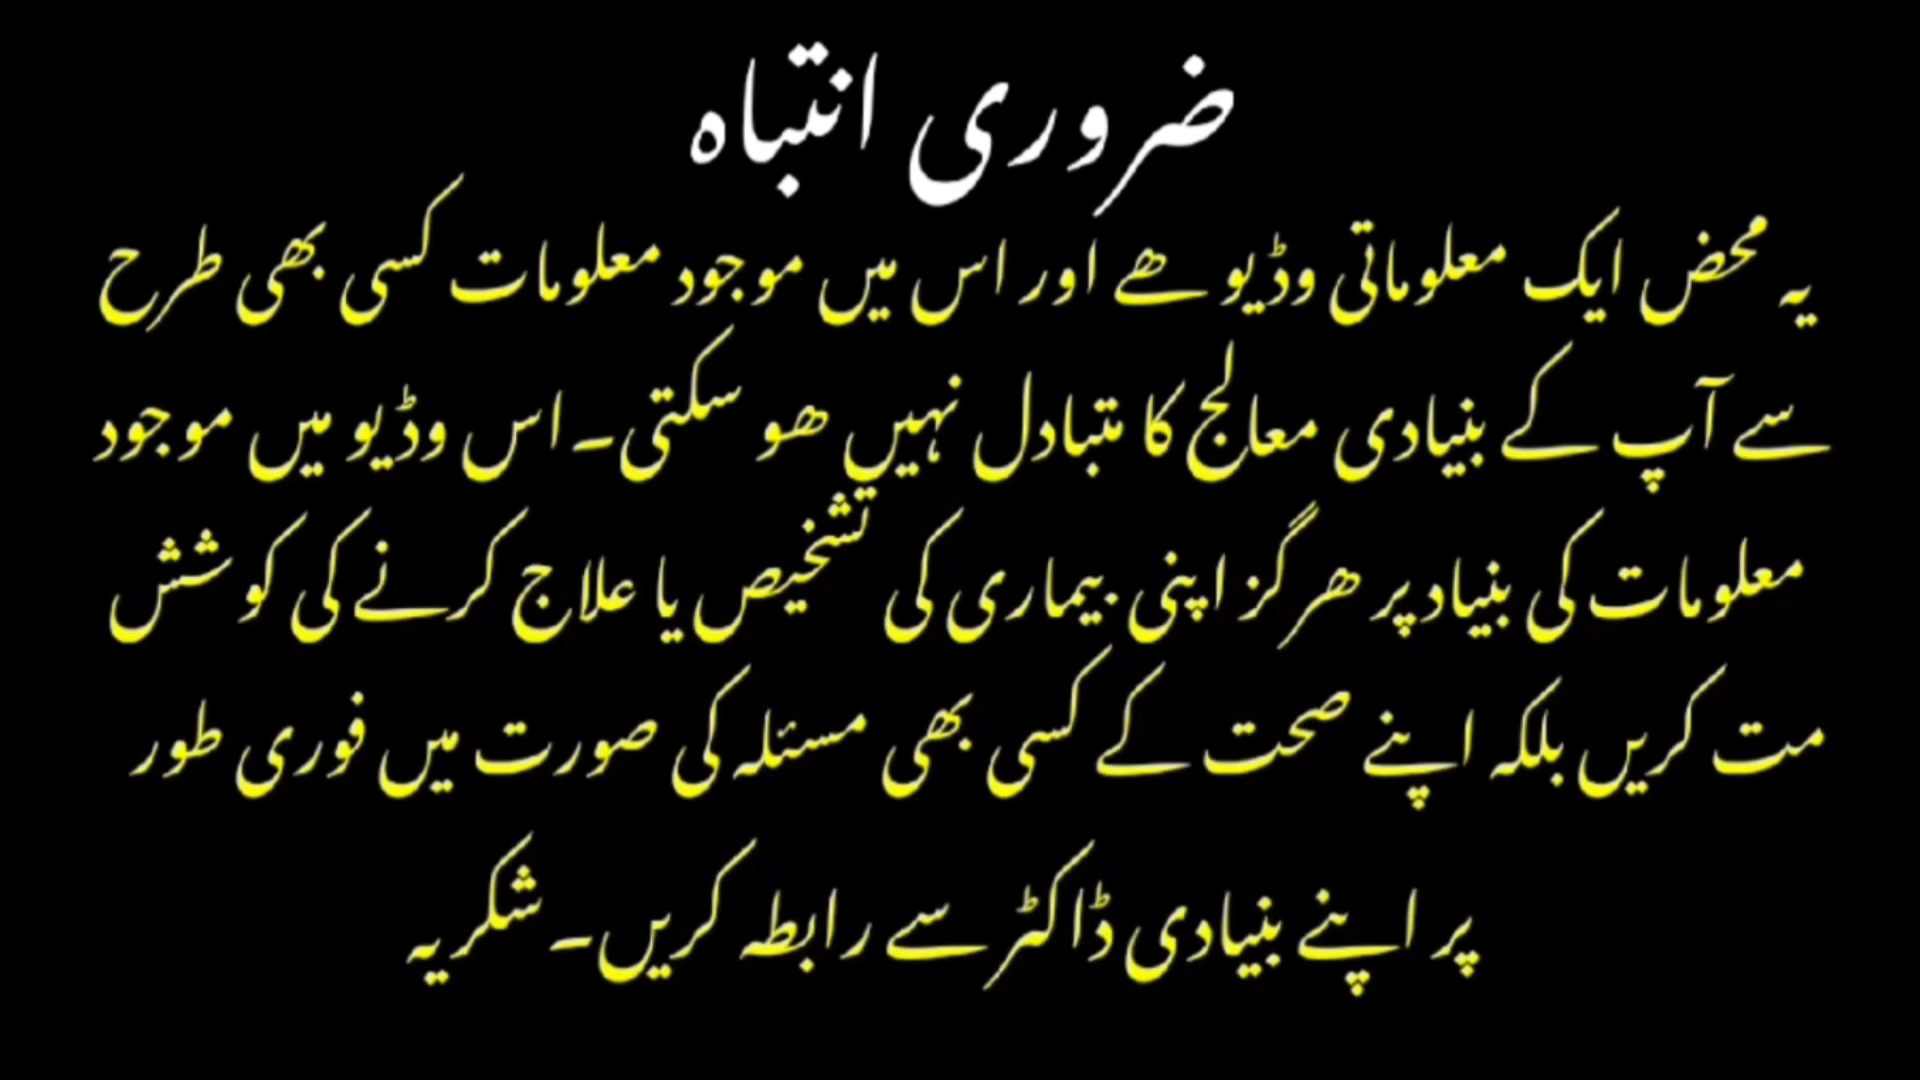 ضروری انتباہ
یہ محض ایک معلوماتی وڈیو ھے اور اس میں موجود معلومات کسی بھی طرح
سے آپ کے بنیادی معالج کا متبادل نہیں ھو سکتی۔ اس وڈیو میں موجود
معلومات کی بنیاد پر ھرگز اپنی بیماری کی تشخیص یا علاج کرنے کی کوشش
مت کریں بلکہ اپنے صحت کے کسی بھی مسئلہ کی صورت میں فوری طور
پر اپنے بنیادی ڈاکٹر سے رابطہ کریں۔ شکریہ